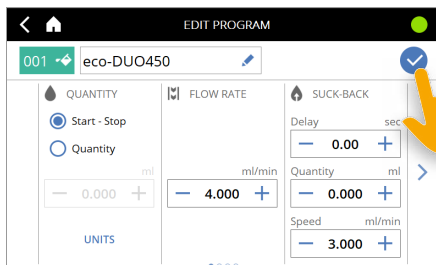 EDIT PROGRAM
001 eco-DUO450
QUANTITY
Start - Stop
Quantity
ml
0.000
UNITS
FLOW RATE
ml/min
4.000
SUCK-BACK
Delay sec
0.00
Quantity ml
0.000
Speed ml/min
3.000